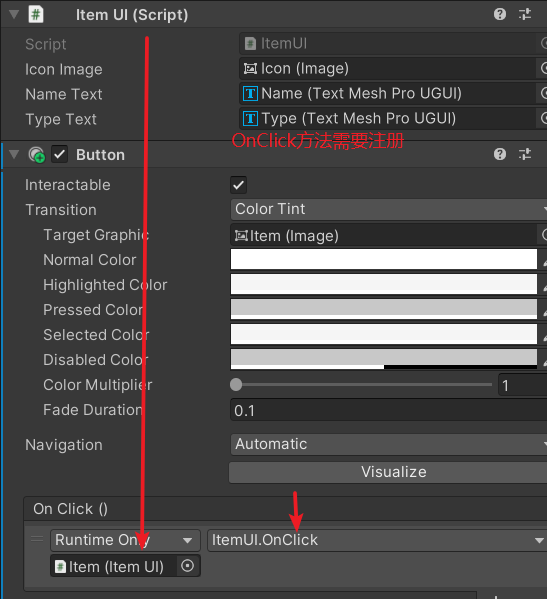 Item UI (Script)
Script
ItemUI
Icon Image
Icon (Image)
Name Text
Name (Text Mesh Pro UGUI)
Type Text
Type (Text Mesh Pro UGUI)
OnClick方法需要注册
Button
Interactable
Transition
Color Tint
Target Graphic
Item (Image)
Normal Color
Highlighted Color
Pressed Color
Selected Color
Disabled Color
Color Multiplier
1
Fade Duration
0.1
Navigation
Automatic
Visualize
On Click ()
Runtime Only
ItemUI.OnClick
Item (Item UI)